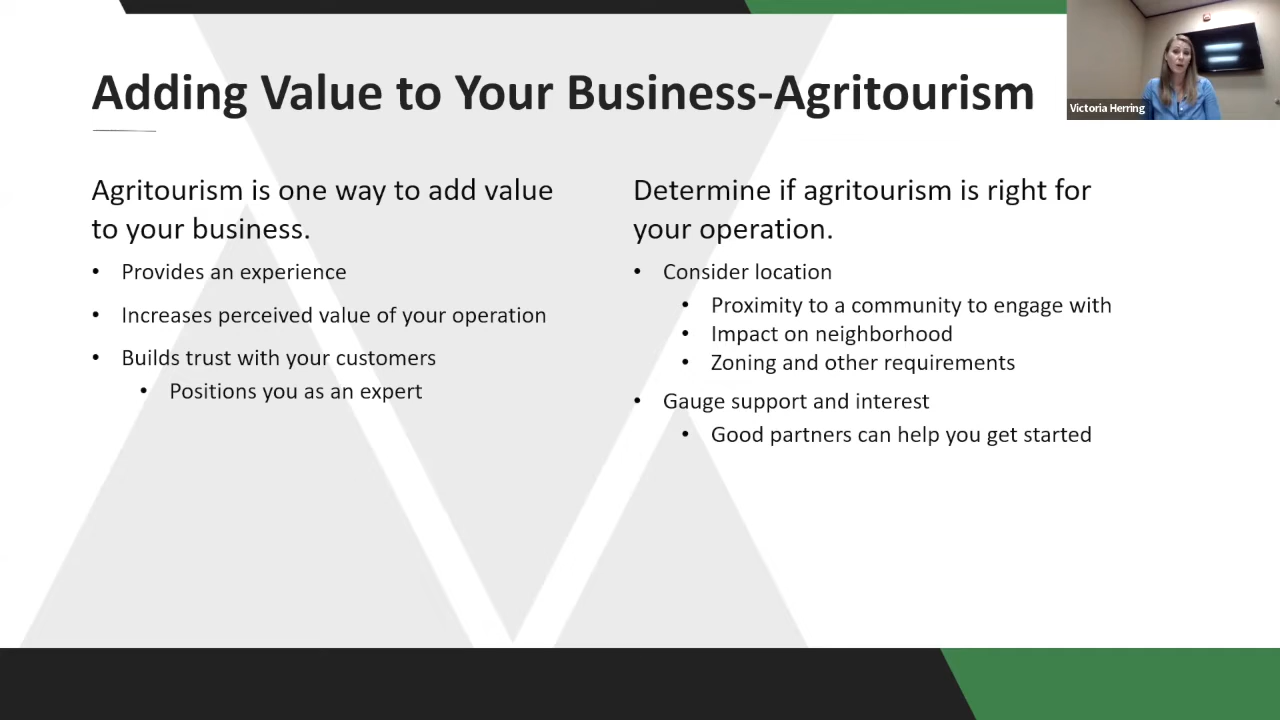 Adding Value to Your Business-Agritourism
Victoria Herring
Agritourism is one way to add value
to your business.
• Provides an experience
• Increases perceived value of your operation
• Builds trust with your customers
• Positions you as an expert
Determine if agritourism is right for
your operation.
• Consider location
• Proximity to a community to engage with
• Impact on neighborhood
• Zoning and other requirements
• Gauge support and interest
• Good partners can help you get started